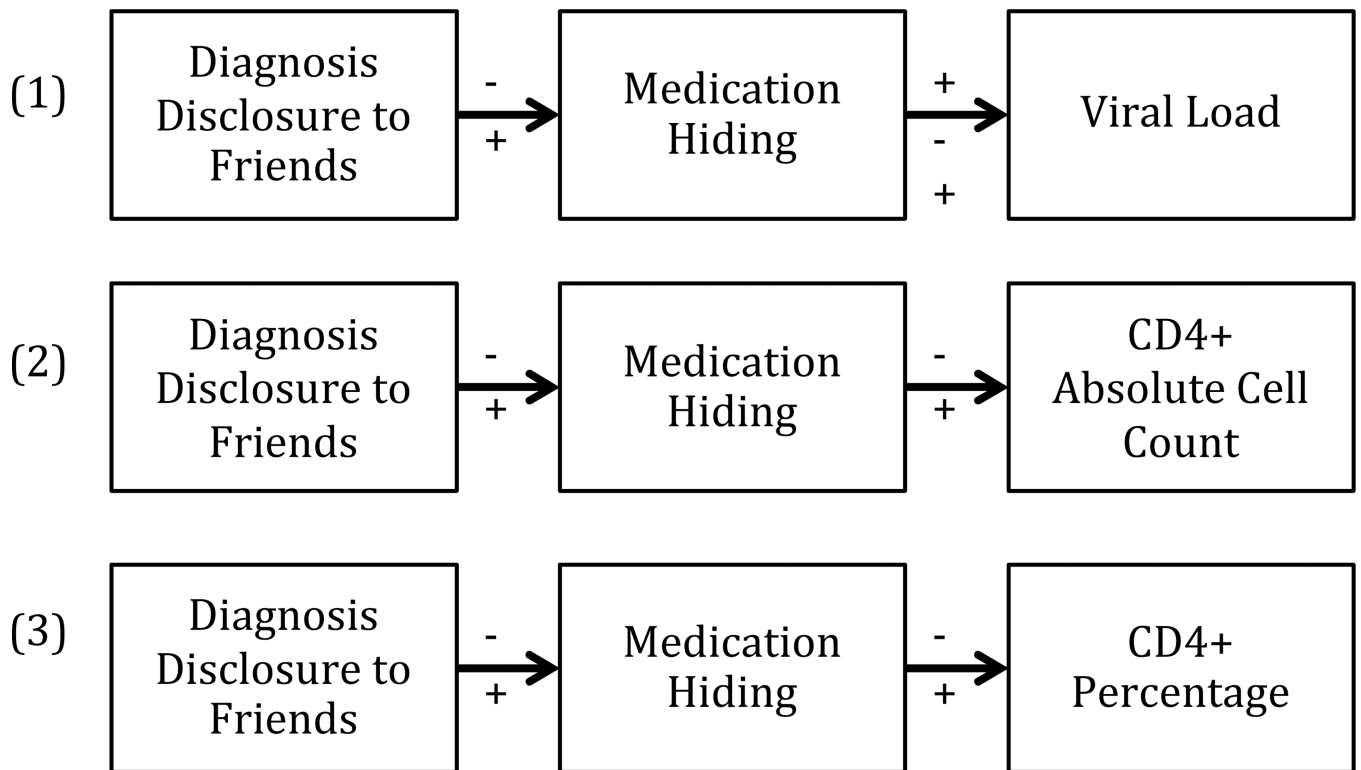 (1)
Diagnosis
Disclosure to
Friends
-
+
Medication
Hiding
+
-
+
Viral Load
(2)
Diagnosis
Disclosure to
Friends
-
+
Medication
Hiding
-
+
CD4+
Absolute Cell
Count
(3)
Diagnosis
Disclosure to
Friends
-
+
Medication
Hiding
-
+
CD4+
Percentage